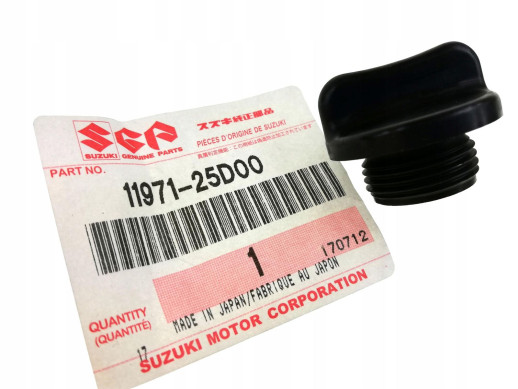 SGP
SUZUKI GENUINE PARTS
スズキ純正部品
PIÈCES D'ORIGINE DE SUZUKI
PART NO.
11971-25D00
1
170712
QUANTITY
(QUANTITÉ)
MADE IN JAPAN/FABRIQUE AU JAPON
17
SUZUKI MOTOR CORPORATION